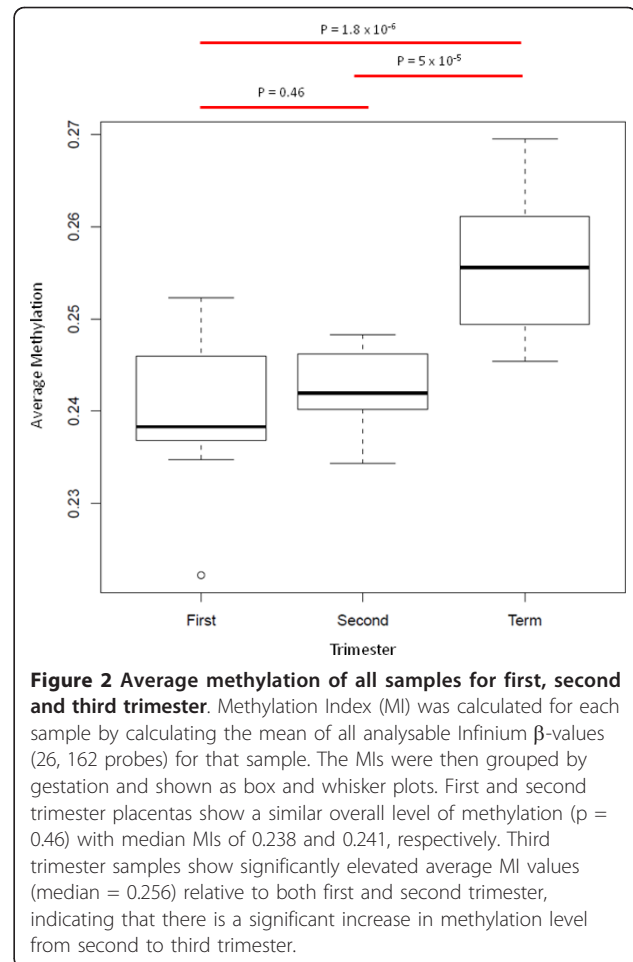 P = 1.8 x 10⁻⁶
P = 5 x 10⁻⁵
P = 0.46
0.27
0.26
0.25
0.24
0.23
Average Methylation
First Second Term
Trimester
Figure 2 Average methylation of all samples for first, second
and third trimester. Methylation Index (MI) was calculated for each
sample by calculating the mean of all analysable Infinium β-values
(26, 162 probes) for that sample. The MIs were then grouped by
gestation and shown as box and whisker plots. First and second
trimester placentas show a similar overall level of methylation (p =
0.46) with median MIs of 0.238 and 0.241, respectively. Third
trimester samples show significantly elevated average MI values
(median = 0.256) relative to both first and second trimester,
indicating that there is a significant increase in methylation level
from second to third trimester.